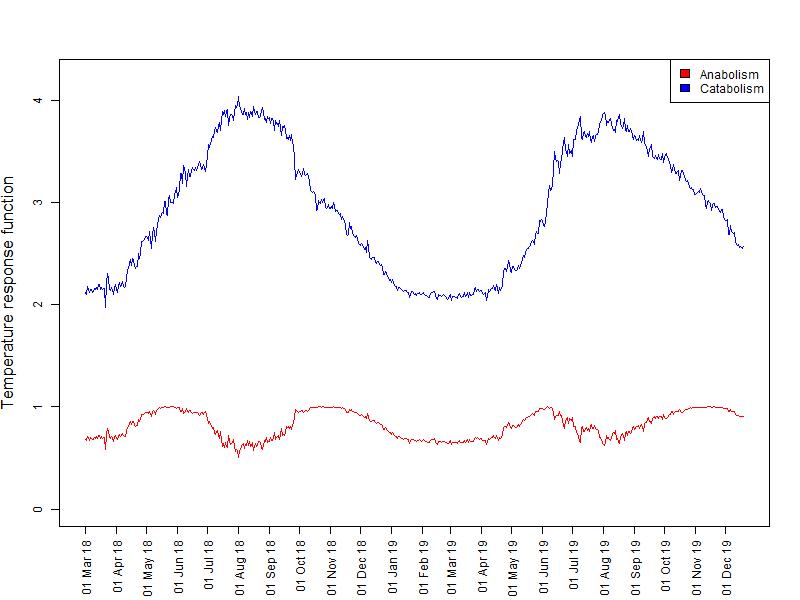 Anabolism
Catabolism
Temperature response function
4
3
2
1
0
01 Mar 18
01 Apr 18
01 May 18
01 Jun 18
01 Jul 18
01 Aug 18
01 Sep 18
01 Oct 18
01 Nov 18
01 Dec 18
01 Jan 19
01 Feb 19
01 Mar 19
01 Apr 19
01 May 19
01 Jun 19
01 Jul 19
01 Aug 19
01 Sep 19
01 Oct 19
01 Nov 19
01 Dec 19